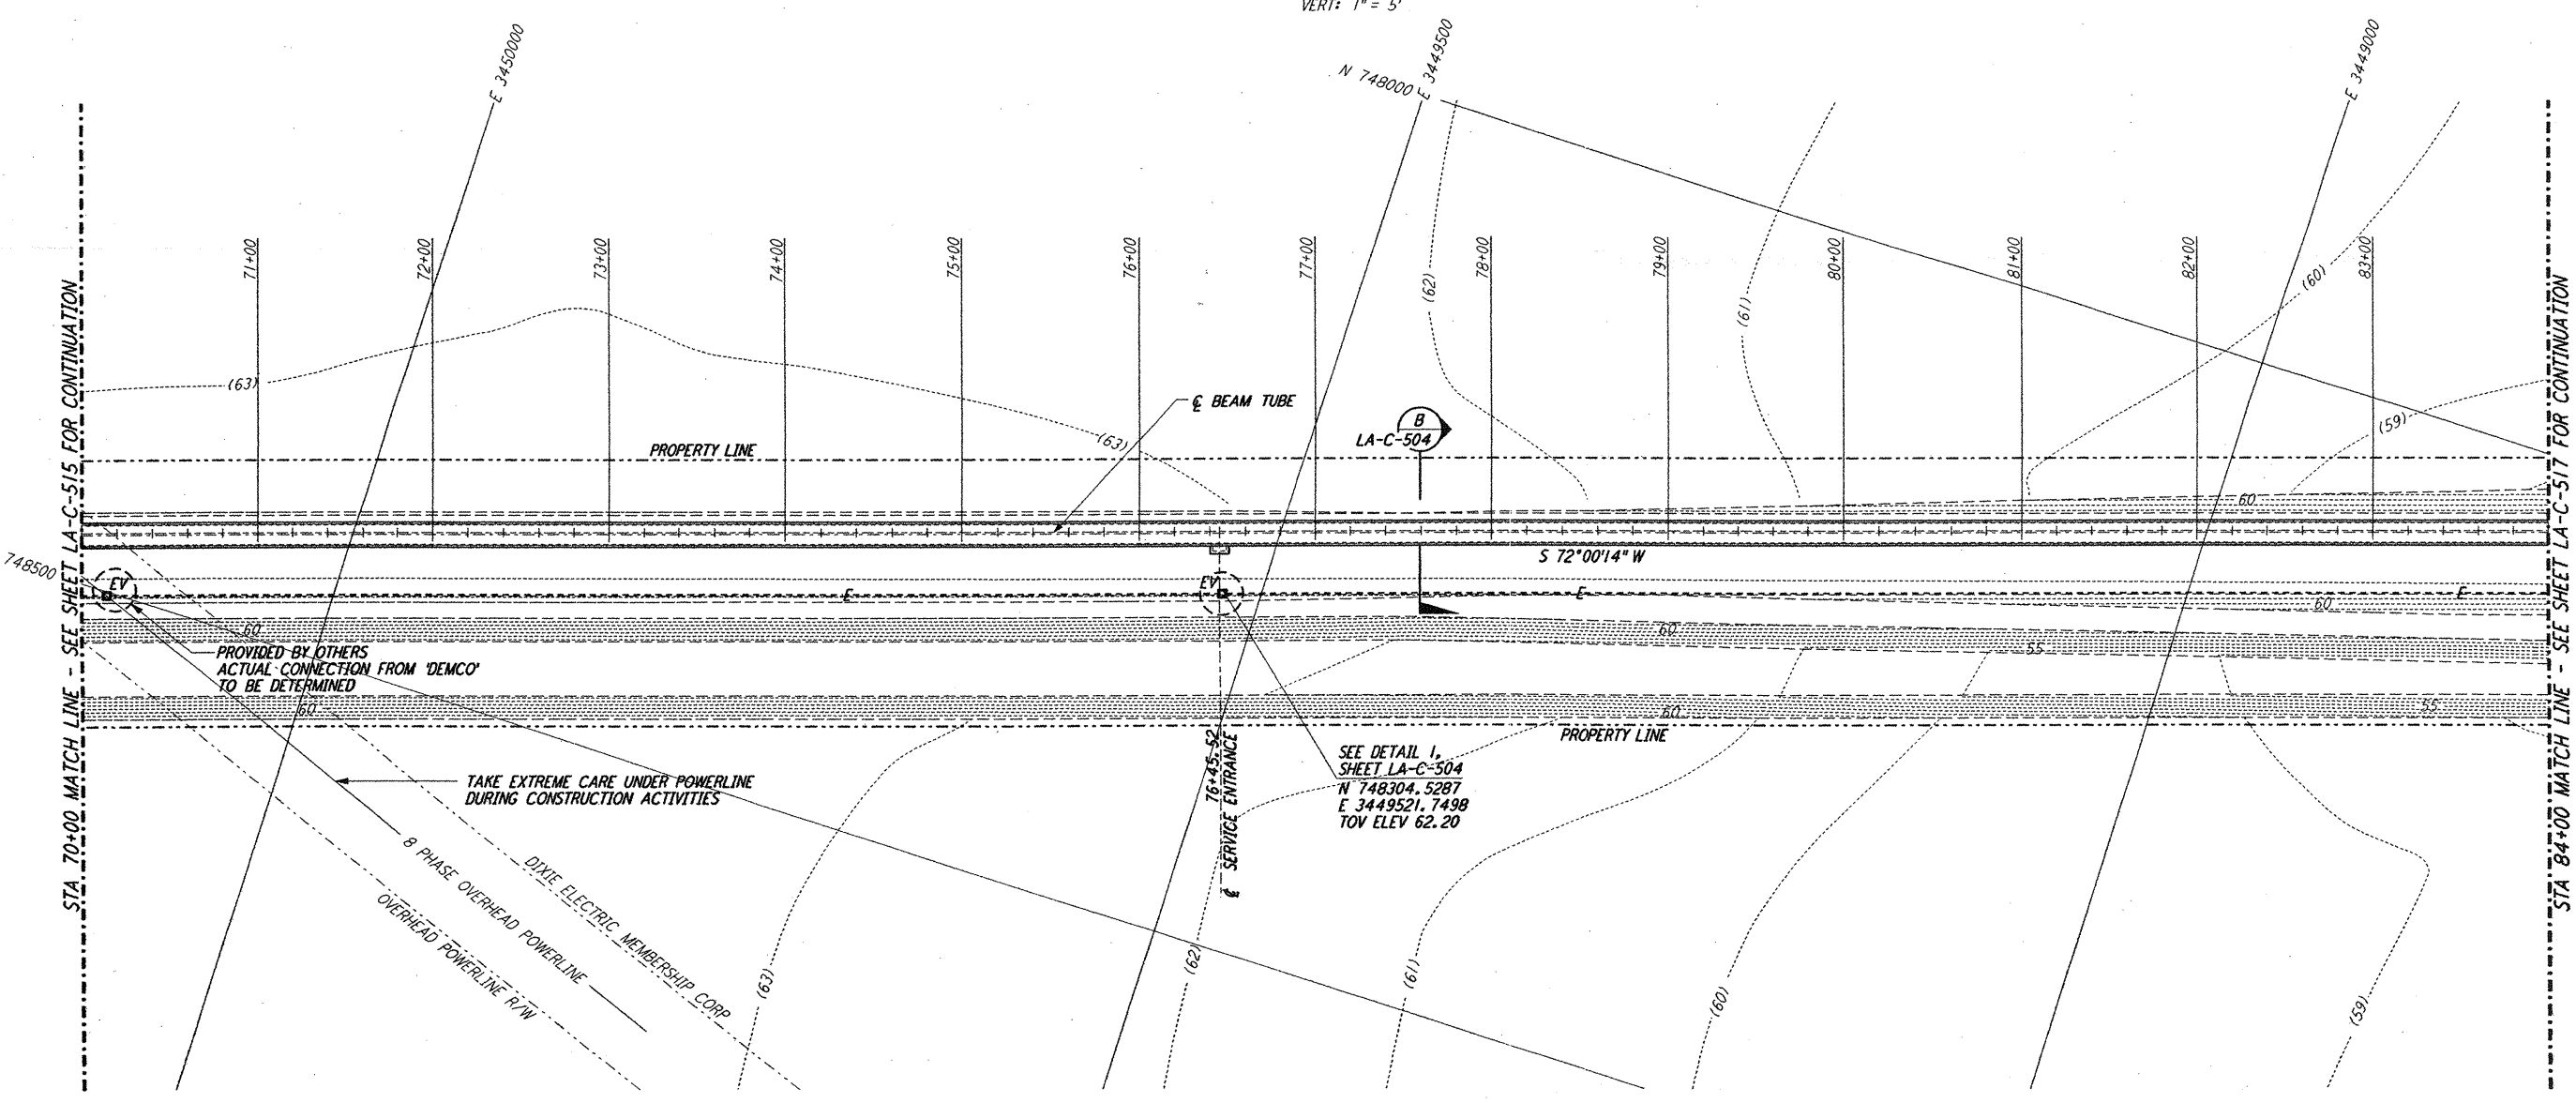 VERT: 1" = 5'
E 3450000
E 3449500
N 748000
E 3449000
71+00
72+00
73+00
74+00
75+00
76+00
77+00
78+00
79+00
80+00
81+00
82+00
83+00
(62)
(61)
(60)
(63)
(63)
(59)
℄ BEAM TUBE
B
LA-C-504
PROPERTY LINE
60
S 72°00'14" W
748500
EV
EV
E
E
E
60
60
60
55
PROVIDED BY OTHERS
ACTUAL CONNECTION FROM 'DEMCO'
TO BE DETERMINED
60
60
55
PROPERTY LINE
76+45.52
℄ SERVICE ENTRANCE
SEE DETAIL 1,
SHEET LA-C-504
N 748304.5287
E 3449521.7498
TOV ELEV 62.20
TAKE EXTREME CARE UNDER POWERLINE
DURING CONSTRUCTION ACTIVITIES
8 PHASE OVERHEAD POWERLINE
DIXIE ELECTRIC MEMBERSHIP CORP
OVERHEAD POWERLINE R/W
(63)
(62)
(61)
(60)
(59)
STA 70+00 MATCH LINE - SEE SHEET LA-C-515 FOR CONTINUATION
STA 84+00 MATCH LINE - SEE SHEET LA-C-517 FOR CONTINUATION